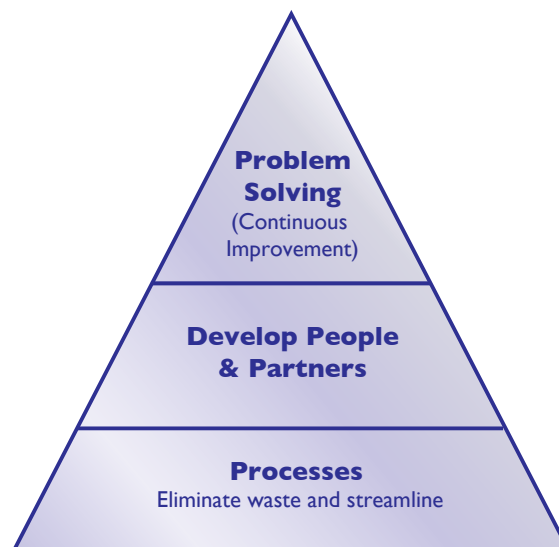 Problem
Solving
(Continuous
Improvement)
Develop People
& Partners
Processes
Eliminate waste and streamline